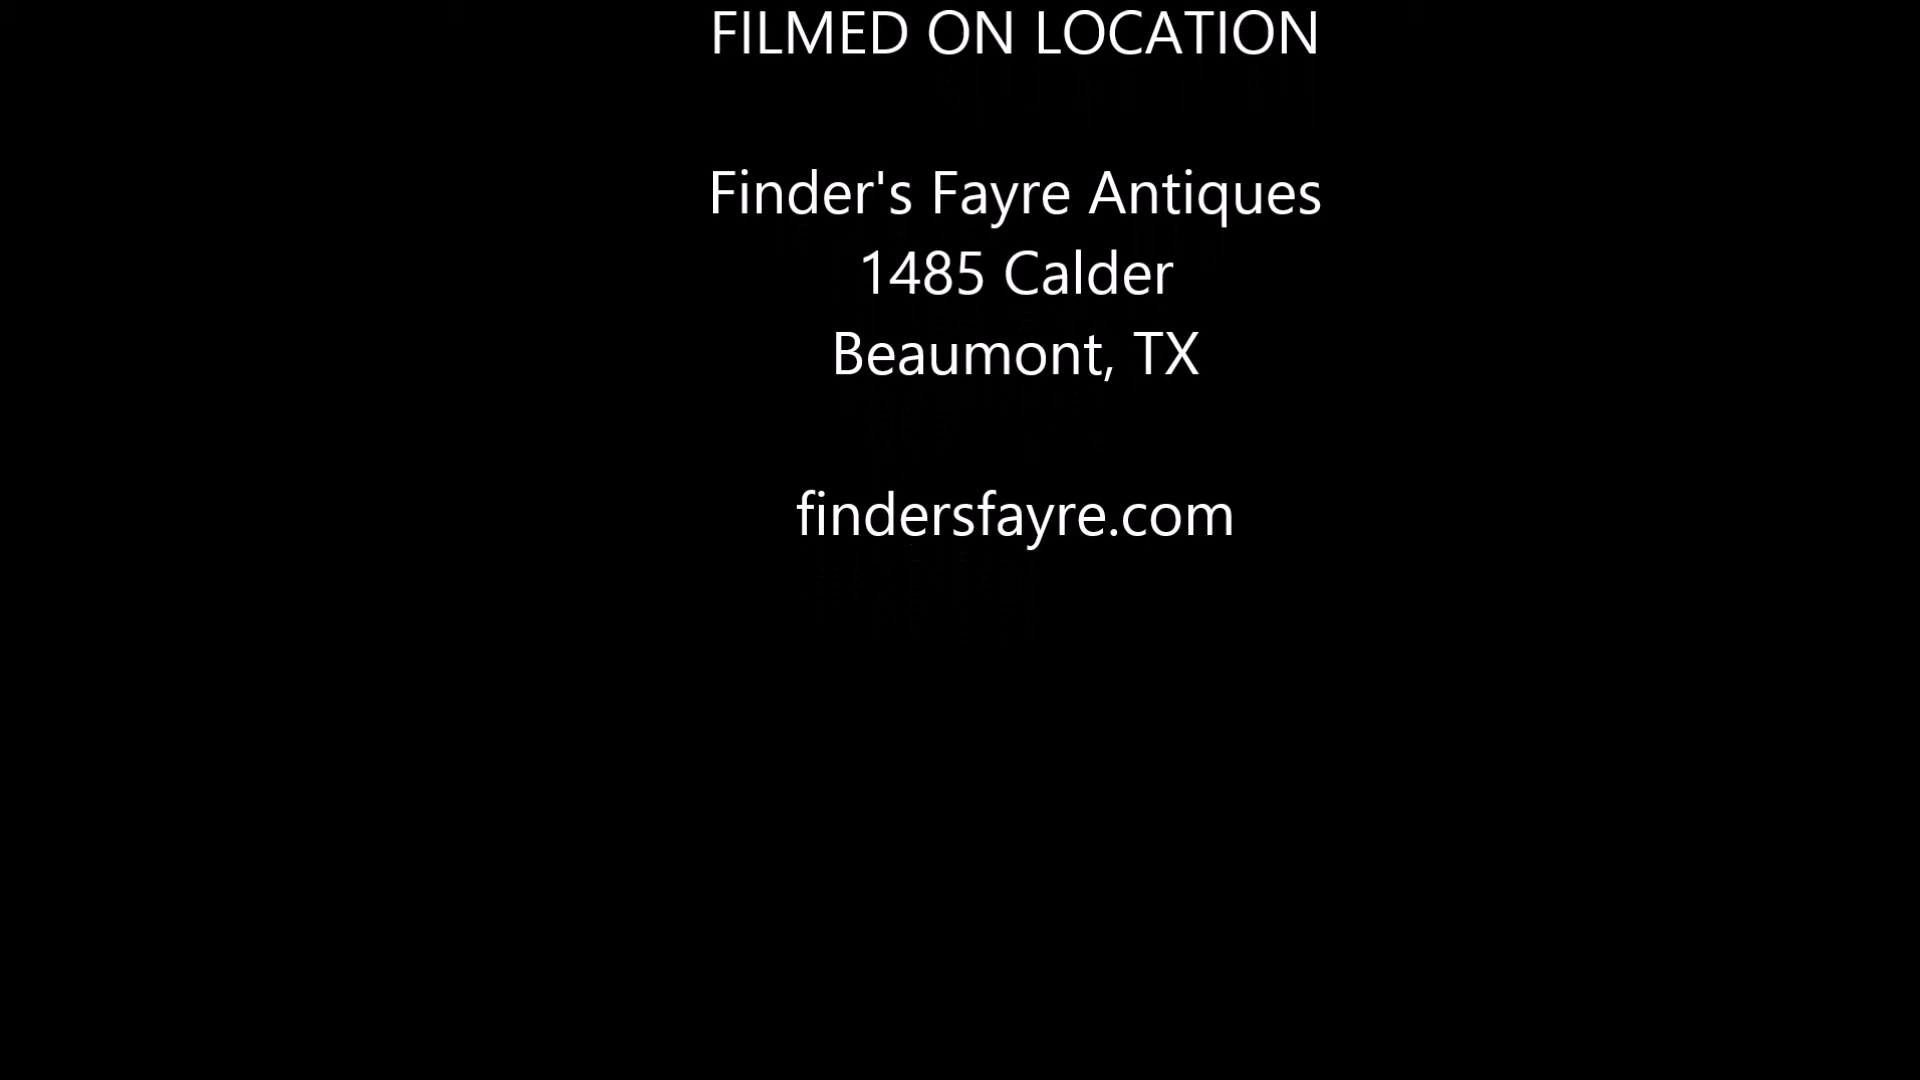 FILMED ON LOCATION
Finder's Fayre Antiques
1485 Calder
Beaumont, TX
findersfayre.com